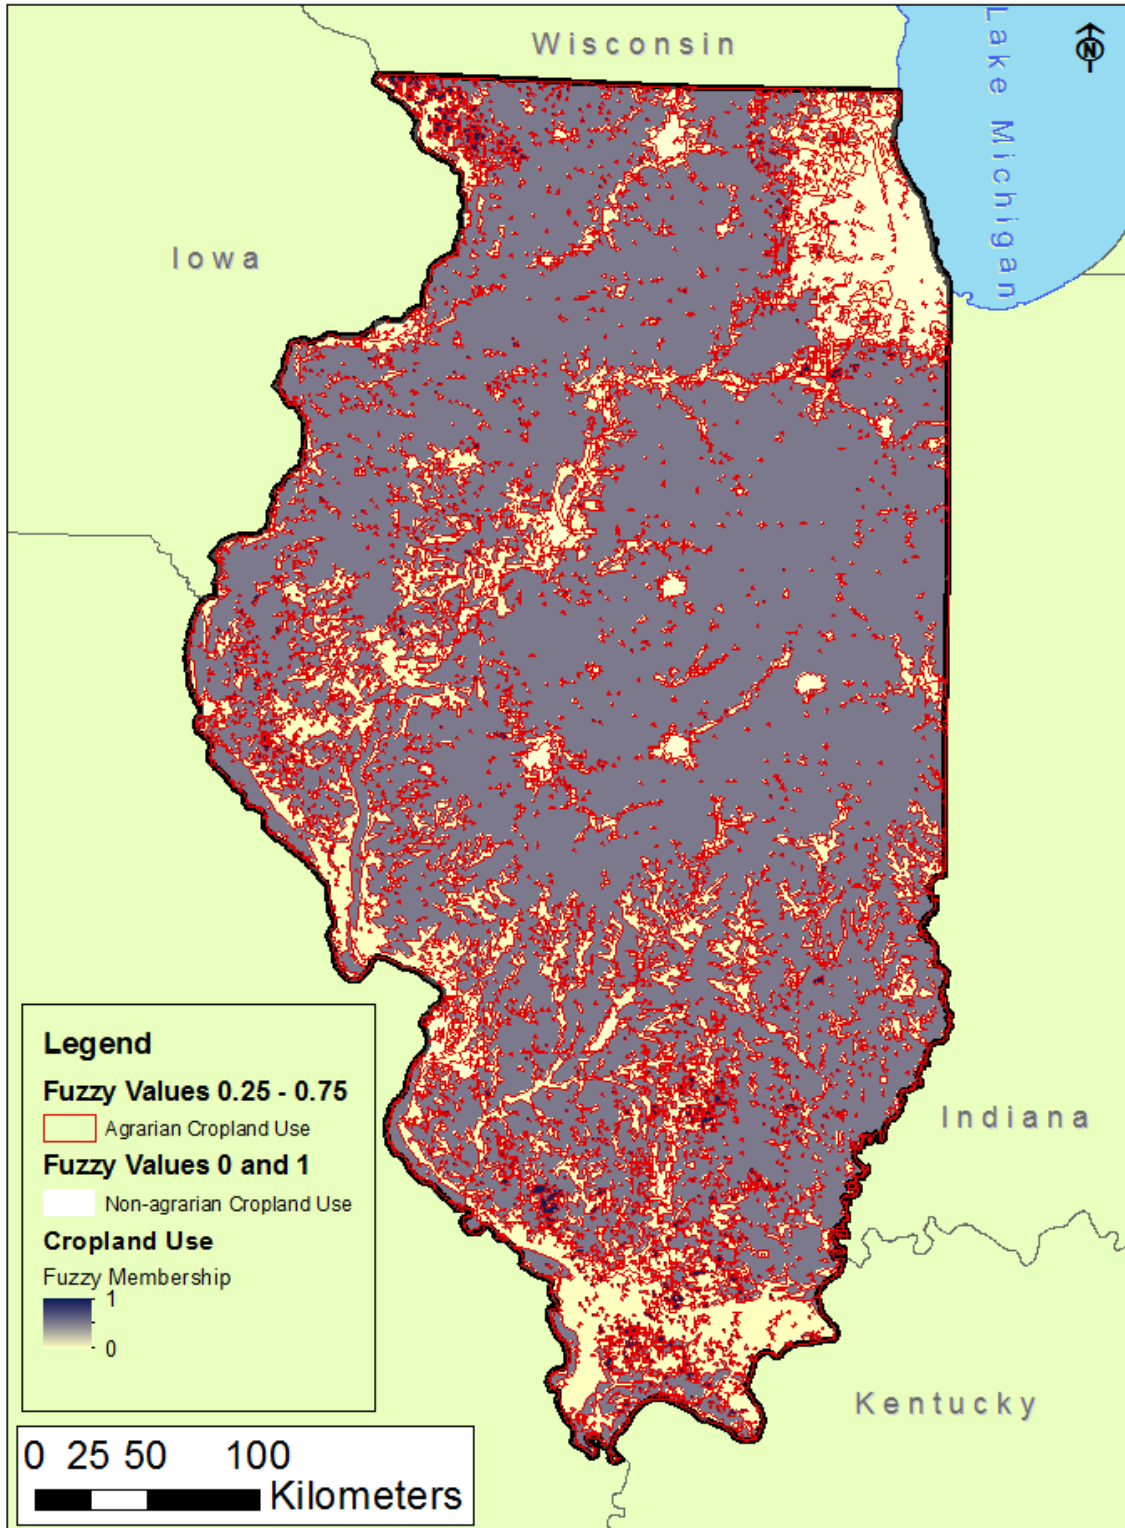 Wisconsin
N
Lake Michigan
Iowa
Legend
Fuzzy Values 0.25 - 0.75
Agrarian Cropland Use
Fuzzy Values 0 and 1
Non-agrarian Cropland Use
Cropland Use
Fuzzy Membership
1
0
Indiana
Kentucky
0 25 50 100
Kilometers